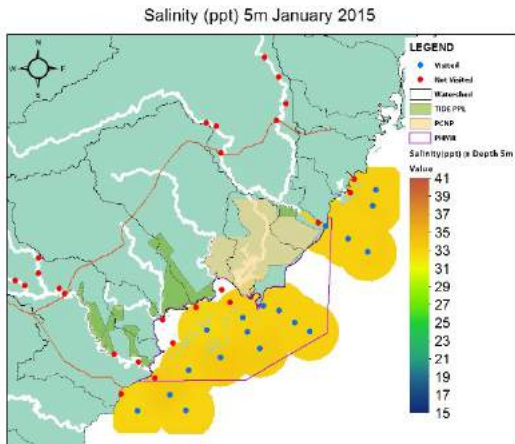 Salinity (ppt) 5m January 2015
N
W
E
S
LEGEND
Visited
Not Visited
Watershed
TIDE PPL
PCNP
PHMR
Salinity(ppt) @ Depth 5m
Value
41
39
37
35
33
31
29
27
25
23
21
19
17
15